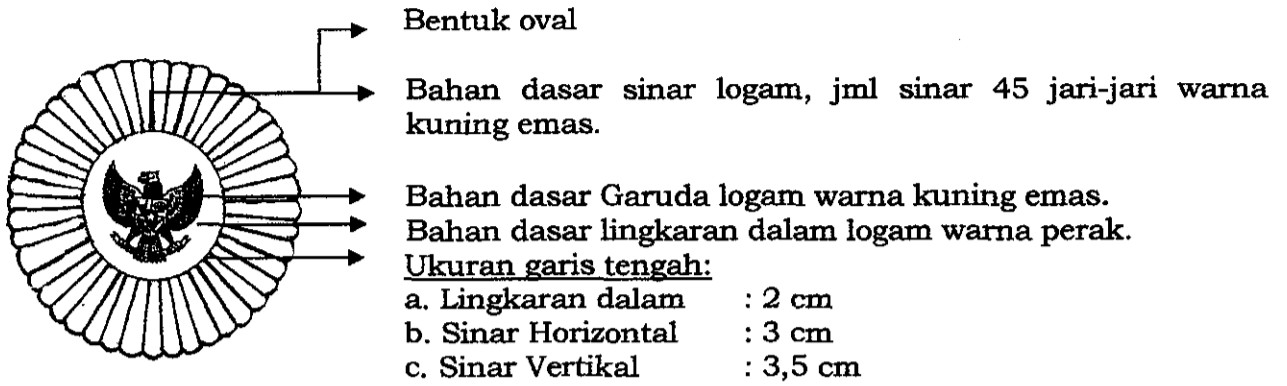 Bentuk oval
Bahan dasar sinar logam, jml sinar 45 jari-jari warna
kuning emas.
Bahan dasar Garuda logam warna kuning emas.
Bahan dasar lingkaran dalam logam warna perak.
Ukuran garis tengah:
a. Lingkaran dalam : 2 cm
b. Sinar Horizontal : 3 cm
c. Sinar Vertikal : 3,5 cm